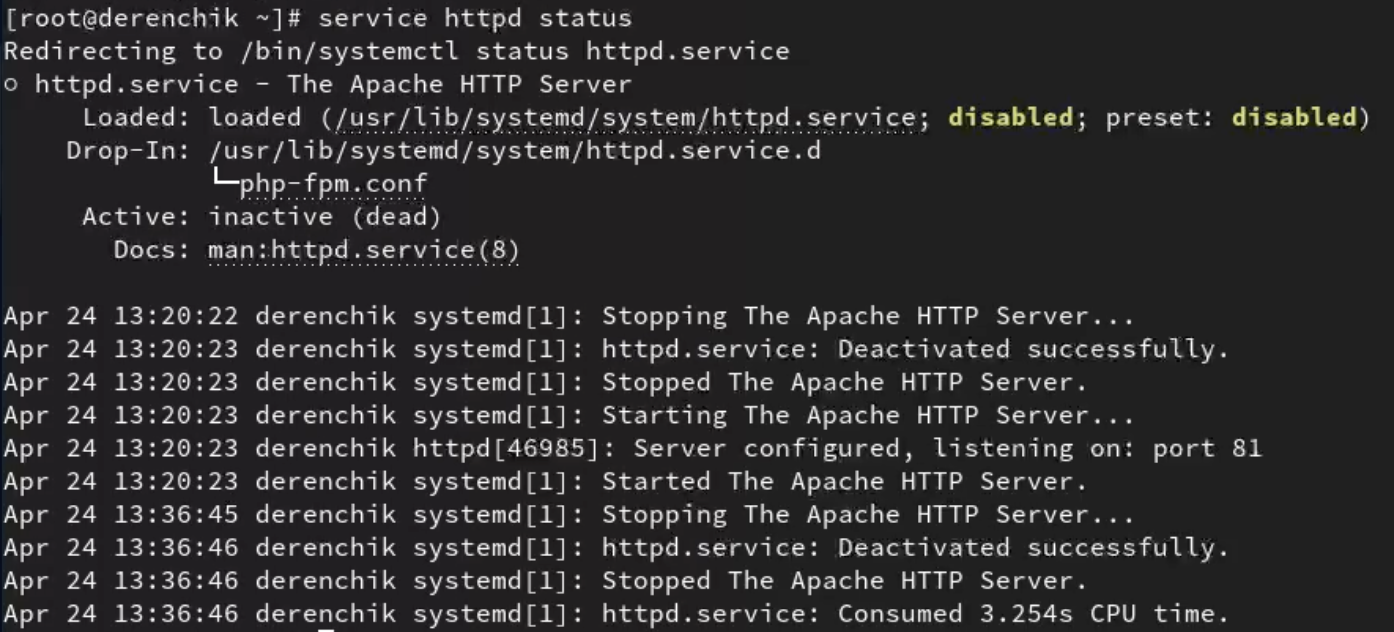 [root@derenchik ~]# service httpd status
Redirecting to /bin/systemctl status httpd.service
○ httpd.service - The Apache HTTP Server
     Loaded: loaded (/usr/lib/systemd/system/httpd.service; disabled; preset: disabled)
    Drop-In: /usr/lib/systemd/system/httpd.service.d
             └─php-fpm.conf
     Active: inactive (dead)
       Docs: man:httpd.service(8)

Apr 24 13:20:22 derenchik systemd[1]: Stopping The Apache HTTP Server...
Apr 24 13:20:23 derenchik systemd[1]: httpd.service: Deactivated successfully.
Apr 24 13:20:23 derenchik systemd[1]: Stopped The Apache HTTP Server.
Apr 24 13:20:23 derenchik systemd[1]: Starting The Apache HTTP Server...
Apr 24 13:20:23 derenchik httpd[46985]: Server configured, listening on: port 81
Apr 24 13:20:23 derenchik systemd[1]: Started The Apache HTTP Server.
Apr 24 13:36:45 derenchik systemd[1]: Stopping The Apache HTTP Server...
Apr 24 13:36:46 derenchik systemd[1]: httpd.service: Deactivated successfully.
Apr 24 13:36:46 derenchik systemd[1]: Stopped The Apache HTTP Server.
Apr 24 13:36:46 derenchik systemd[1]: httpd.service: Consumed 3.254s CPU time.